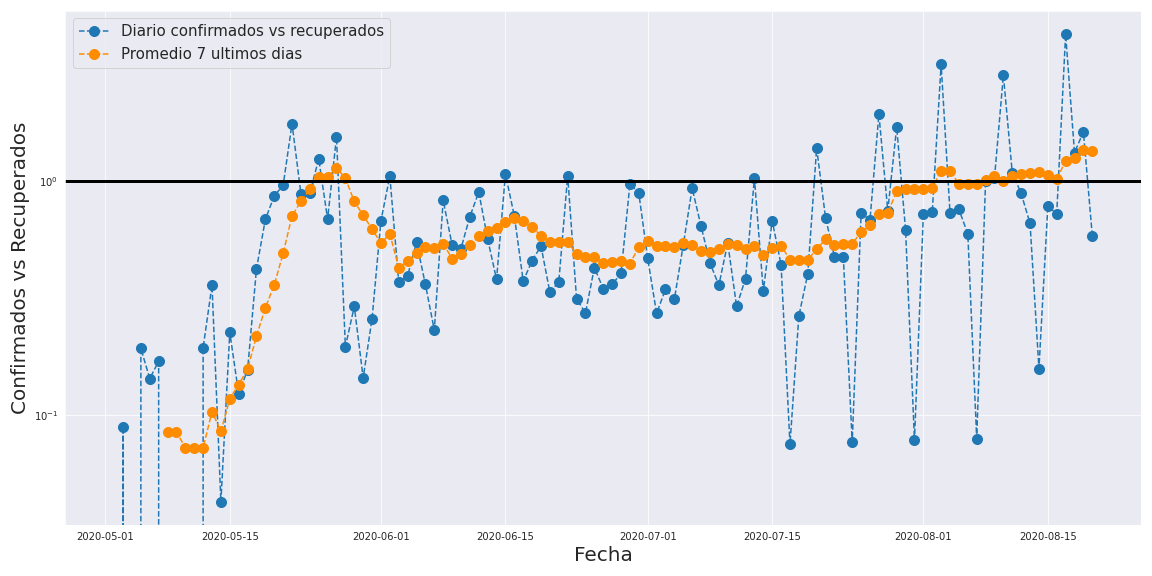 Diario confirmados vs recuperados
Promedio 7 ultimos dias
Confirmados vs Recuperados
10⁰
10⁻¹
2020-05-01
2020-05-15
2020-06-01
2020-06-15
2020-07-01
2020-07-15
2020-08-01
2020-08-15
Fecha